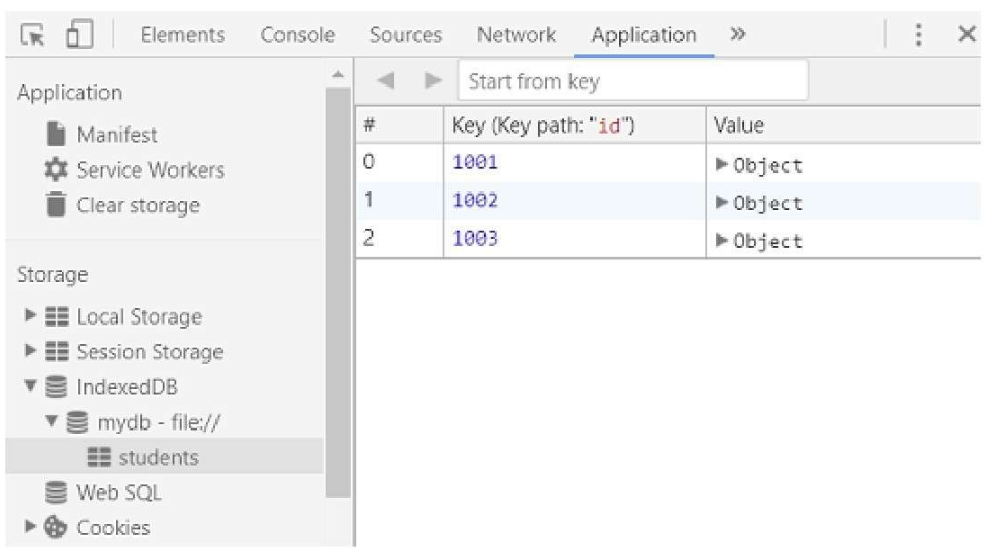 Elements Console Sources Network Application »
Application
Manifest
Service Workers
Clear storage
Storage
Local Storage
Session Storage
IndexedDB
mydb - file://
students
Web SQL
Cookies
Start from key
# Key (Key path: "id") Value
0 1001 ▶Object
1 1002 ▶Object
2 1003 ▶Object